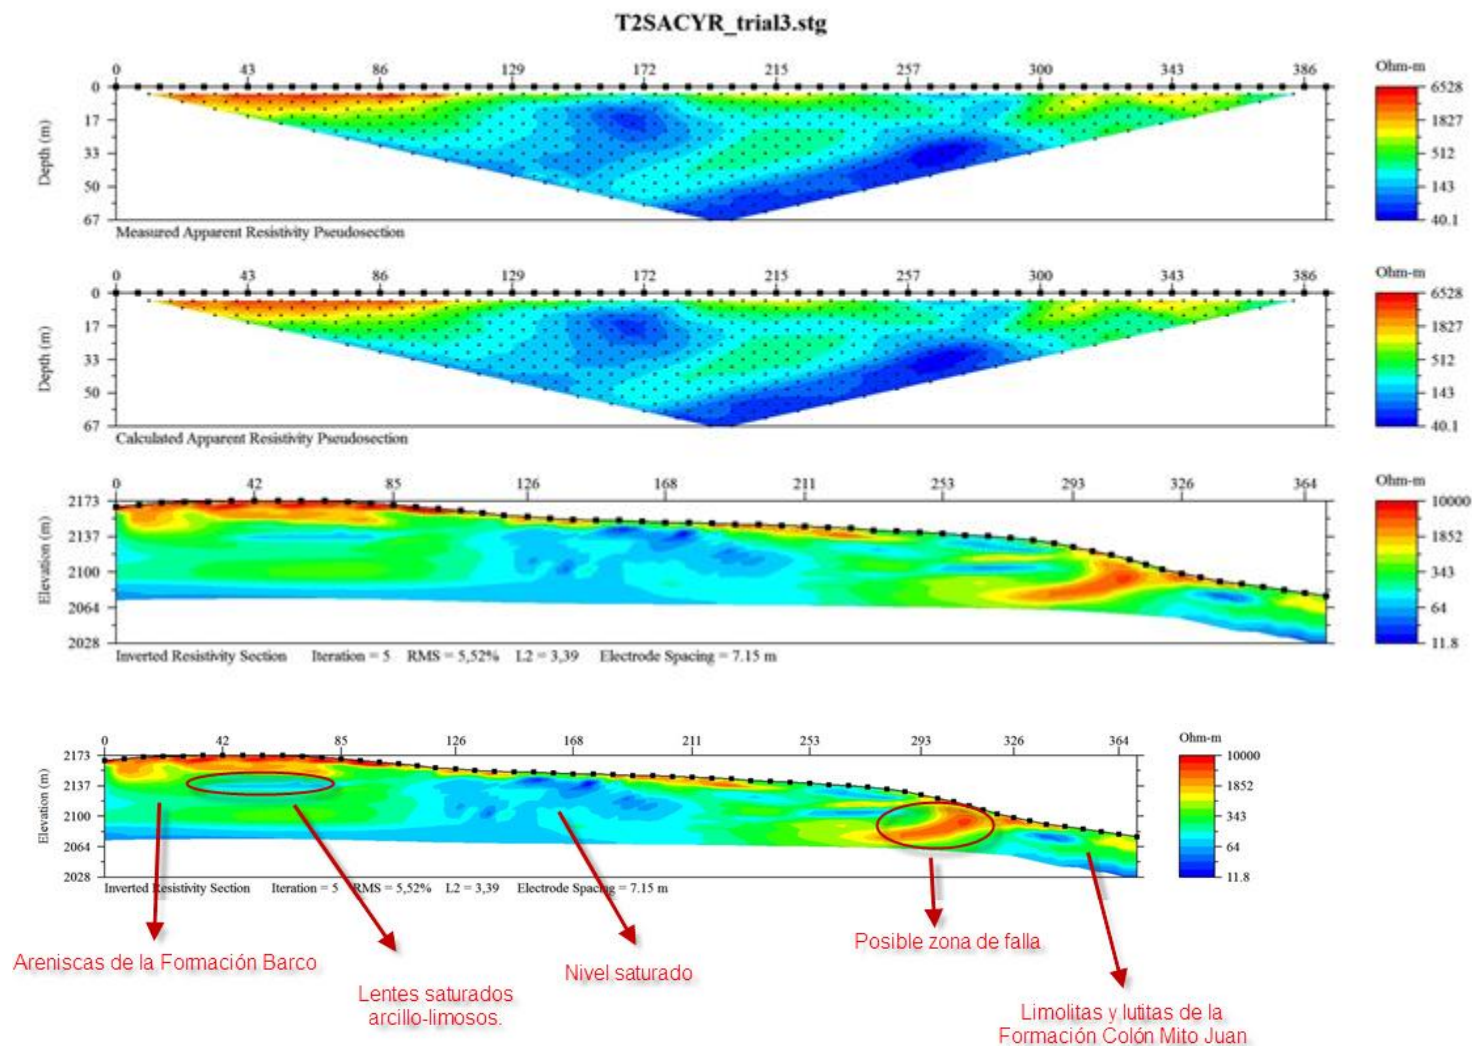 T2SACYR_trial3.stg
0 43 86 129 172 215 257 300 343 386
Ohm-m
Depth (m)
0
17
33
50
67
6528
1827
512
143
40.1
Measured Apparent Resistivity Pseudosection
0 43 86 129 172 215 257 300 343 386
Ohm-m
Depth (m)
0
17
33
50
67
6528
1827
512
143
40.1
Calculated Apparent Resistivity Pseudosection
0 42 85 126 168 211 253 293 326 364
Ohm-m
Elevation (m)
2173
2137
2100
2064
2028
10000
1852
343
64
11.8
Inverted Resistivity Section Iteration = 5 RMS = 5,52% L2 = 3,39 Electrode Spacing = 7.15 m
0 42 85 126 168 211 253 293 326 364
Ohm-m
Elevation (m)
2173
2137
2100
2064
2028
10000
1852
343
64
11.8
Inverted Resistivity Section Iteration = 5 RMS = 5,52% L2 = 3,39 Electrode Spacing = 7.15 m
Areniscas de la Formación Barco
Lentes saturados
arcillo-limosos.
Nivel saturado
Posible zona de falla
Limolitas y lutitas de la
Formación Colón Mito Juan